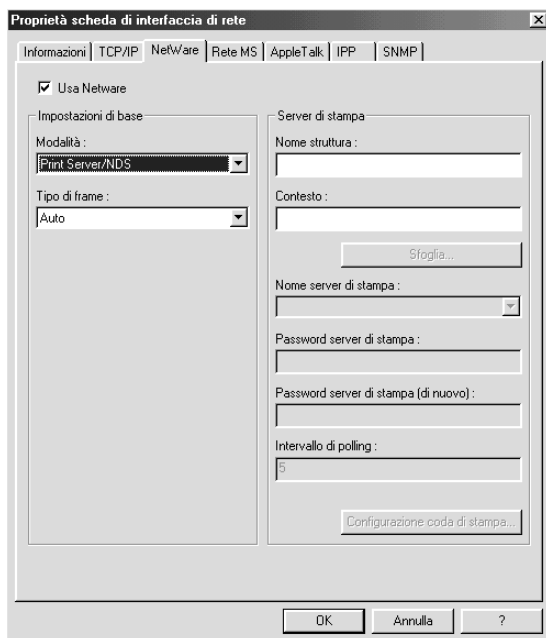 Proprietà scheda di interfaccia di rete
Informazioni TCP/IP NetWare Rete MS AppleTalk IPP SNMP
Usa Netware
Impostazioni di base
Modalità :
Print Server/NDS
Tipo di frame :
Auto
Server di stampa
Nome struttura :
Contesto :
Sfoglia...
Nome server di stampa :
Password server di stampa :
Password server di stampa (di nuovo) :
Intervallo di polling :
5
Configurazione coda di stampa...
OK Annulla ?